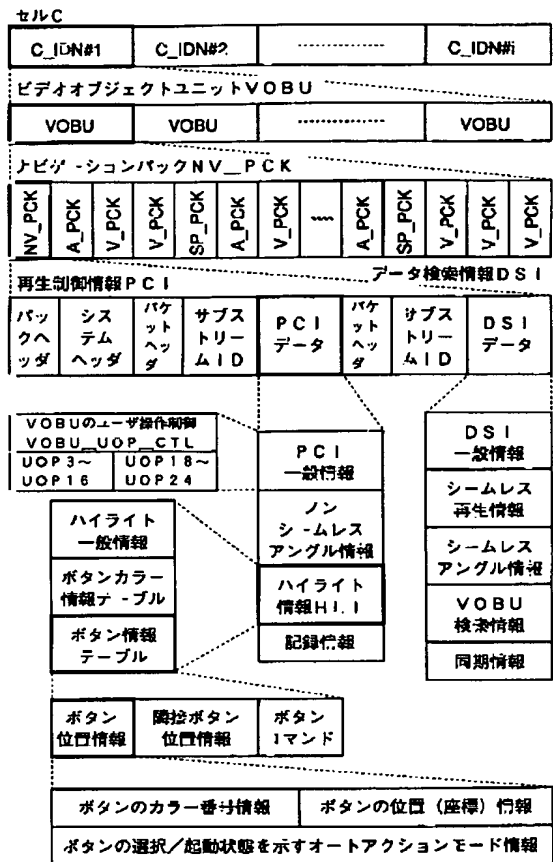 セルC
C_IDN#1 C_IDN#2 C_IDN#i
ビデオオブジェクトユニットVOBU
VOBU VOBU VOBU
ナビゲーションパックNV_PCK
NV_PCK A_PCK V_PCK V_PCK SP_PCK A_PCK V_PCK A_PCK SP_PCK V_PCK V_PCK V_PCK
再生制御情報PCI データ検索情報DSI
パックヘッダ システムヘッダ パケットヘッダ サブストリームID PCIデータ パケットヘッダ サブストリームID DSIデータ
VOBUのユーザ操作制御
VOBU_UOP_CTL
UOP3~ UOP18~
UOP16 UOP24
PCI
一般情報
ノン
シームレス
アングル情報
ハイライト
情報HLI
記録情報
DSI
一般情報
シームレス
再生情報
シームレス
アングル情報
VOBU
検索情報
同期情報
ハイライト
一般情報
ボタンカラー
情報テーブル
ボタン情報
テーブル
ボタン 隣接ボタン ボタン
位置情報 位置情報 コマンド
ボタンのカラー番号情報 ボタンの位置(座標)情報
ボタンの選択/起動状態を示すオートアクションモード情報